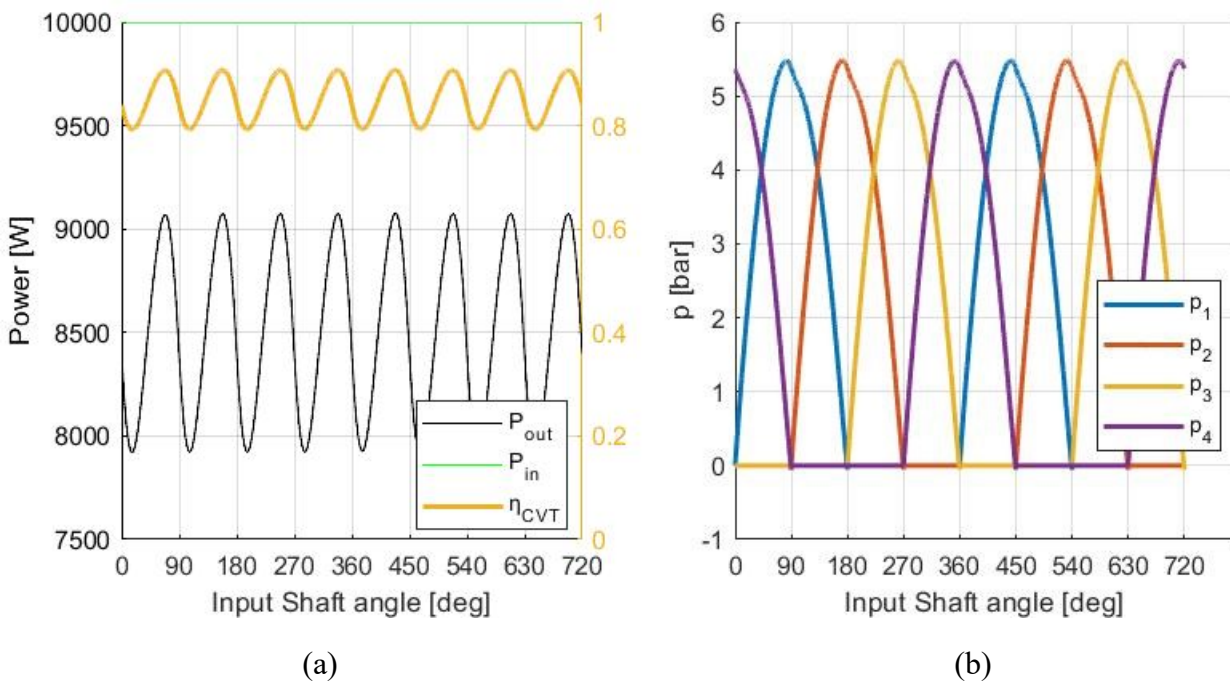 10000
9500
9000
8500
8000
7500
Power [W]
1
0.8
0.6
0.4
0.2
0
P_out
P_in
η_CVT
0 90 180 270 360 450 540 630 720
Input Shaft angle [deg]
(a)
6
5
4
3
2
1
0
-1
p [bar]
p_1
p_2
p_3
p_4
0 90 180 270 360 450 540 630 720
Input Shaft angle [deg]
(b)